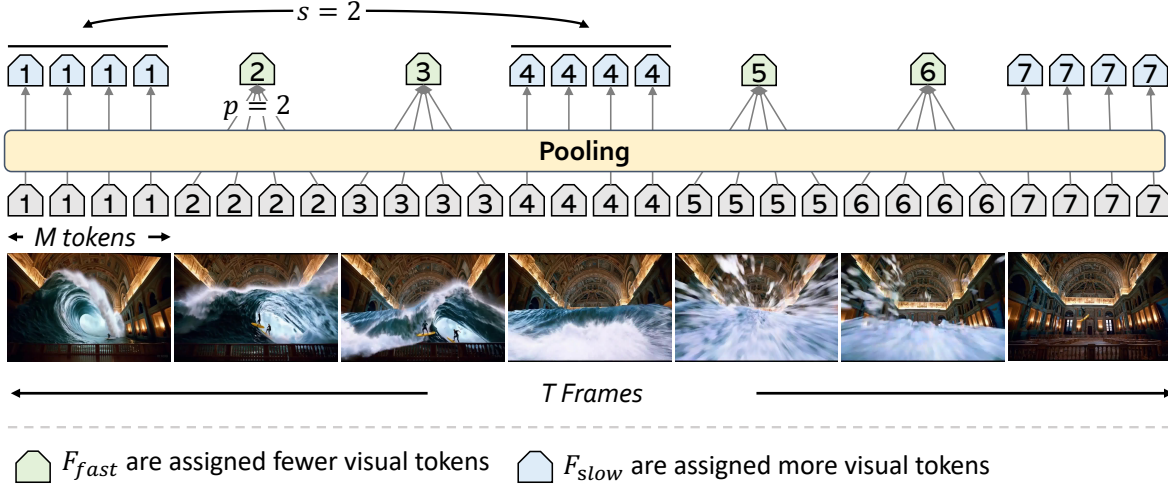 s = 2
1 1 1 1 2 3 4 4 4 4 5 6 7 7 7 7
p = 2
Pooling
1 1 1 1 2 2 2 2 3 3 3 3 4 4 4 4 5 5 5 5 6 6 6 6 7 7 7 7
M tokens
T Frames
F_fast are assigned fewer visual tokens
F_slow are assigned more visual tokens